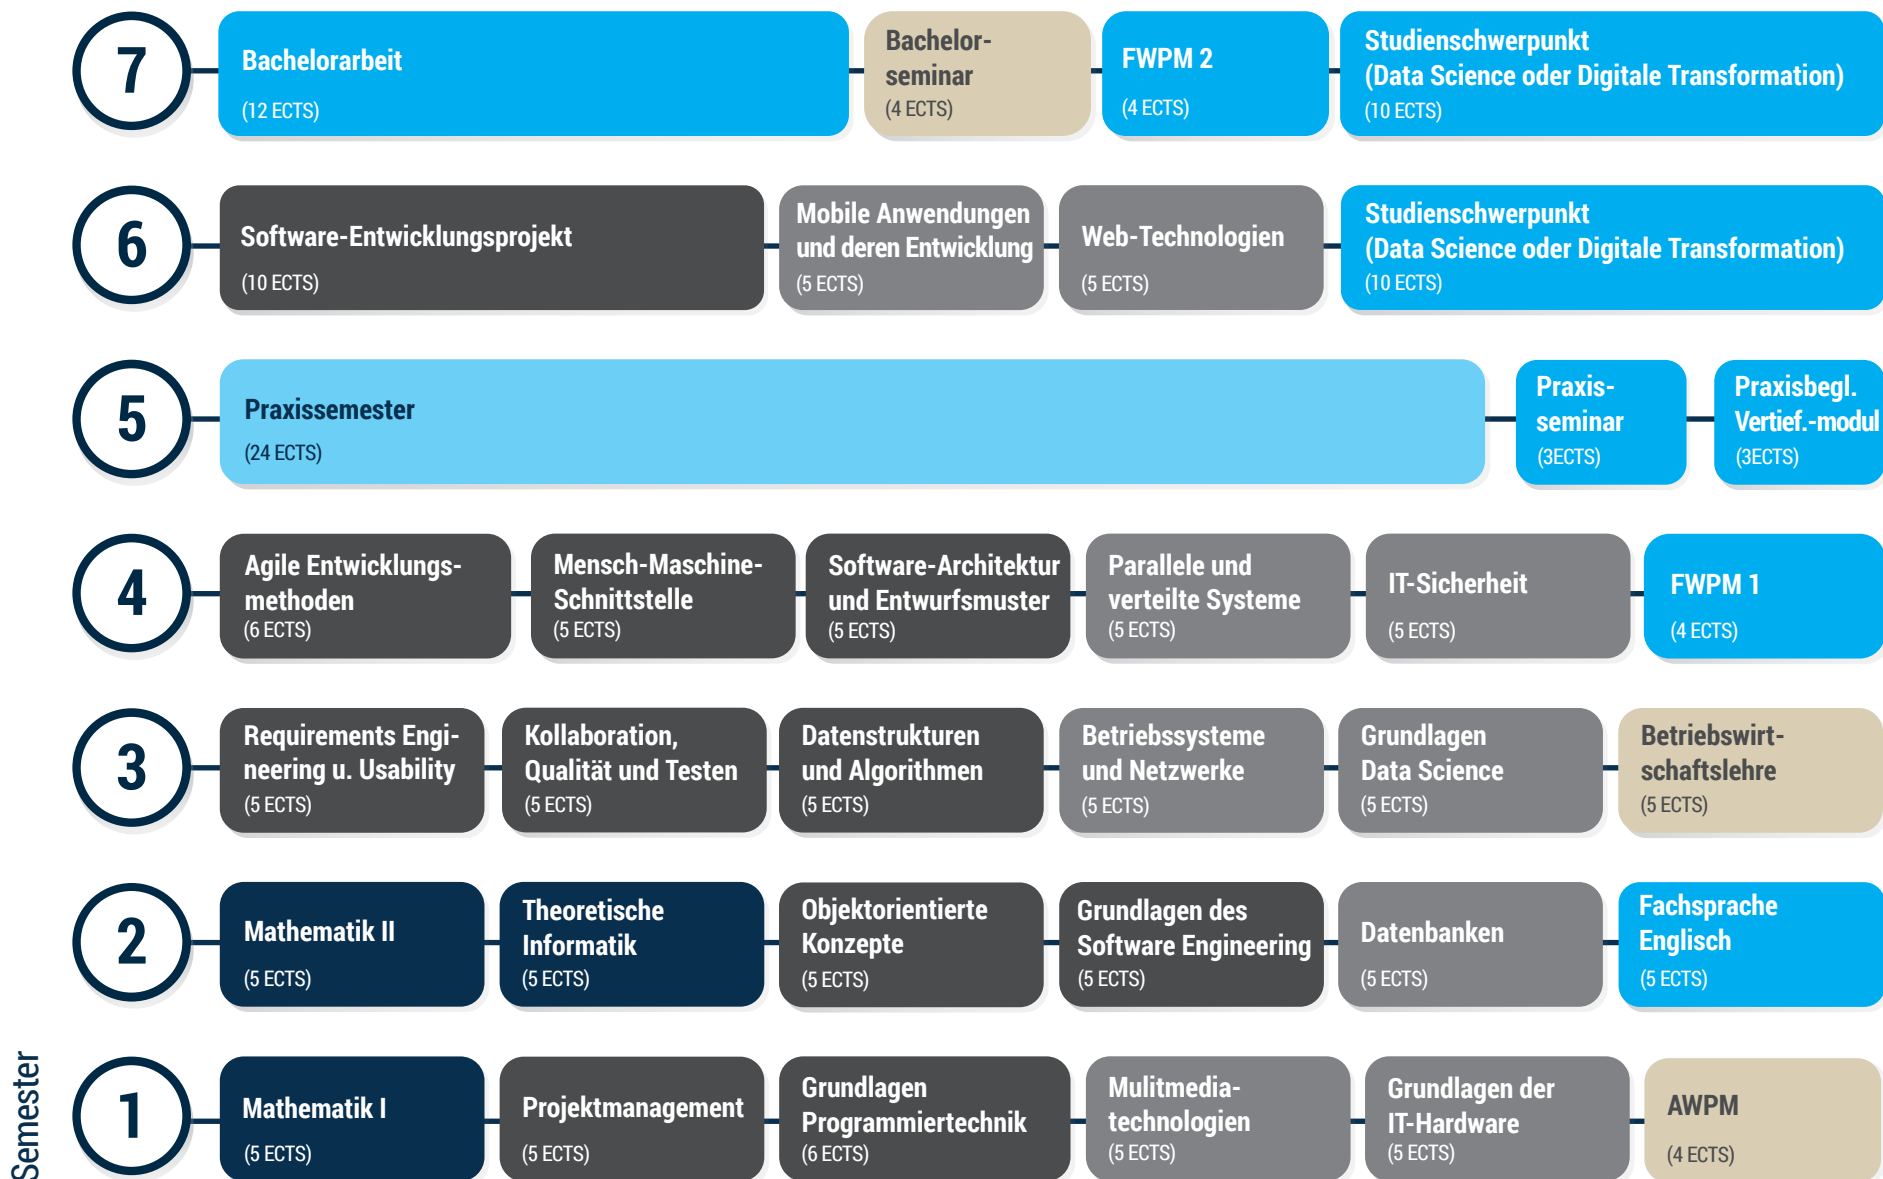 7
Bachelorarbeit
(12 ECTS)
Bachelor-
seminar
(4 ECTS)
FWPM 2
(4 ECTS)
Studienschwerpunkt
(Data Science oder Digitale Transformation)
(10 ECTS)
6
Software-Entwicklungsprojekt
(10 ECTS)
Mobile Anwendungen
und deren Entwicklung
(5 ECTS)
Web-Technologien
(5 ECTS)
Studienschwerpunkt
(Data Science oder Digitale Transformation)
(10 ECTS)
5
Praxissemester
(24 ECTS)
Praxis-
seminar
(3ECTS)
Praxisbegl.
Vertief.-modul
(3ECTS)
4
Agile Entwicklungs-
methoden
(6 ECTS)
Mensch-Maschine-
Schnittstelle
(5 ECTS)
Software-Architektur
und Entwurfsmuster
(5 ECTS)
Parallele und
verteilte Systeme
(5 ECTS)
IT-Sicherheit
(5 ECTS)
FWPM 1
(4 ECTS)
3
Requirements Engi-
neering u. Usability
(5 ECTS)
Kollaboration,
Qualität und Testen
(5 ECTS)
Datenstrukturen
und Algorithmen
(5 ECTS)
Betriebssysteme
und Netzwerke
(5 ECTS)
Grundlagen
Data Science
(5 ECTS)
Betriebswirt-
schaftslehre
(5 ECTS)
2
Mathematik II
(5 ECTS)
Theoretische
Informatik
(5 ECTS)
Objektorientierte
Konzepte
(5 ECTS)
Grundlagen des
Software Engineering
(5 ECTS)
Datenbanken
(5 ECTS)
Fachsprache
Englisch
(5 ECTS)
Semester
1
Mathematik I
(5 ECTS)
Projektmanagement
(5 ECTS)
Grundlagen
Programmiertechnik
(6 ECTS)
Mulitmedia-
technologien
(5 ECTS)
Grundlagen der
IT-Hardware
(5 ECTS)
AWPM
(4 ECTS)